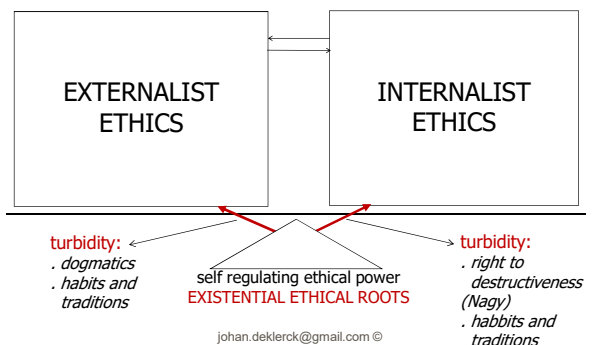 EXTERNALIST
ETHICS
INTERNALIST
ETHICS
turbidity:
. dogmatics
. habits and
traditions
self regulating ethical power
EXISTENTIAL ETHICAL ROOTS
turbidity:
. right to
destructiveness
(Nagy)
. habbits and
traditions
johan.deklerck@gmail.com ©